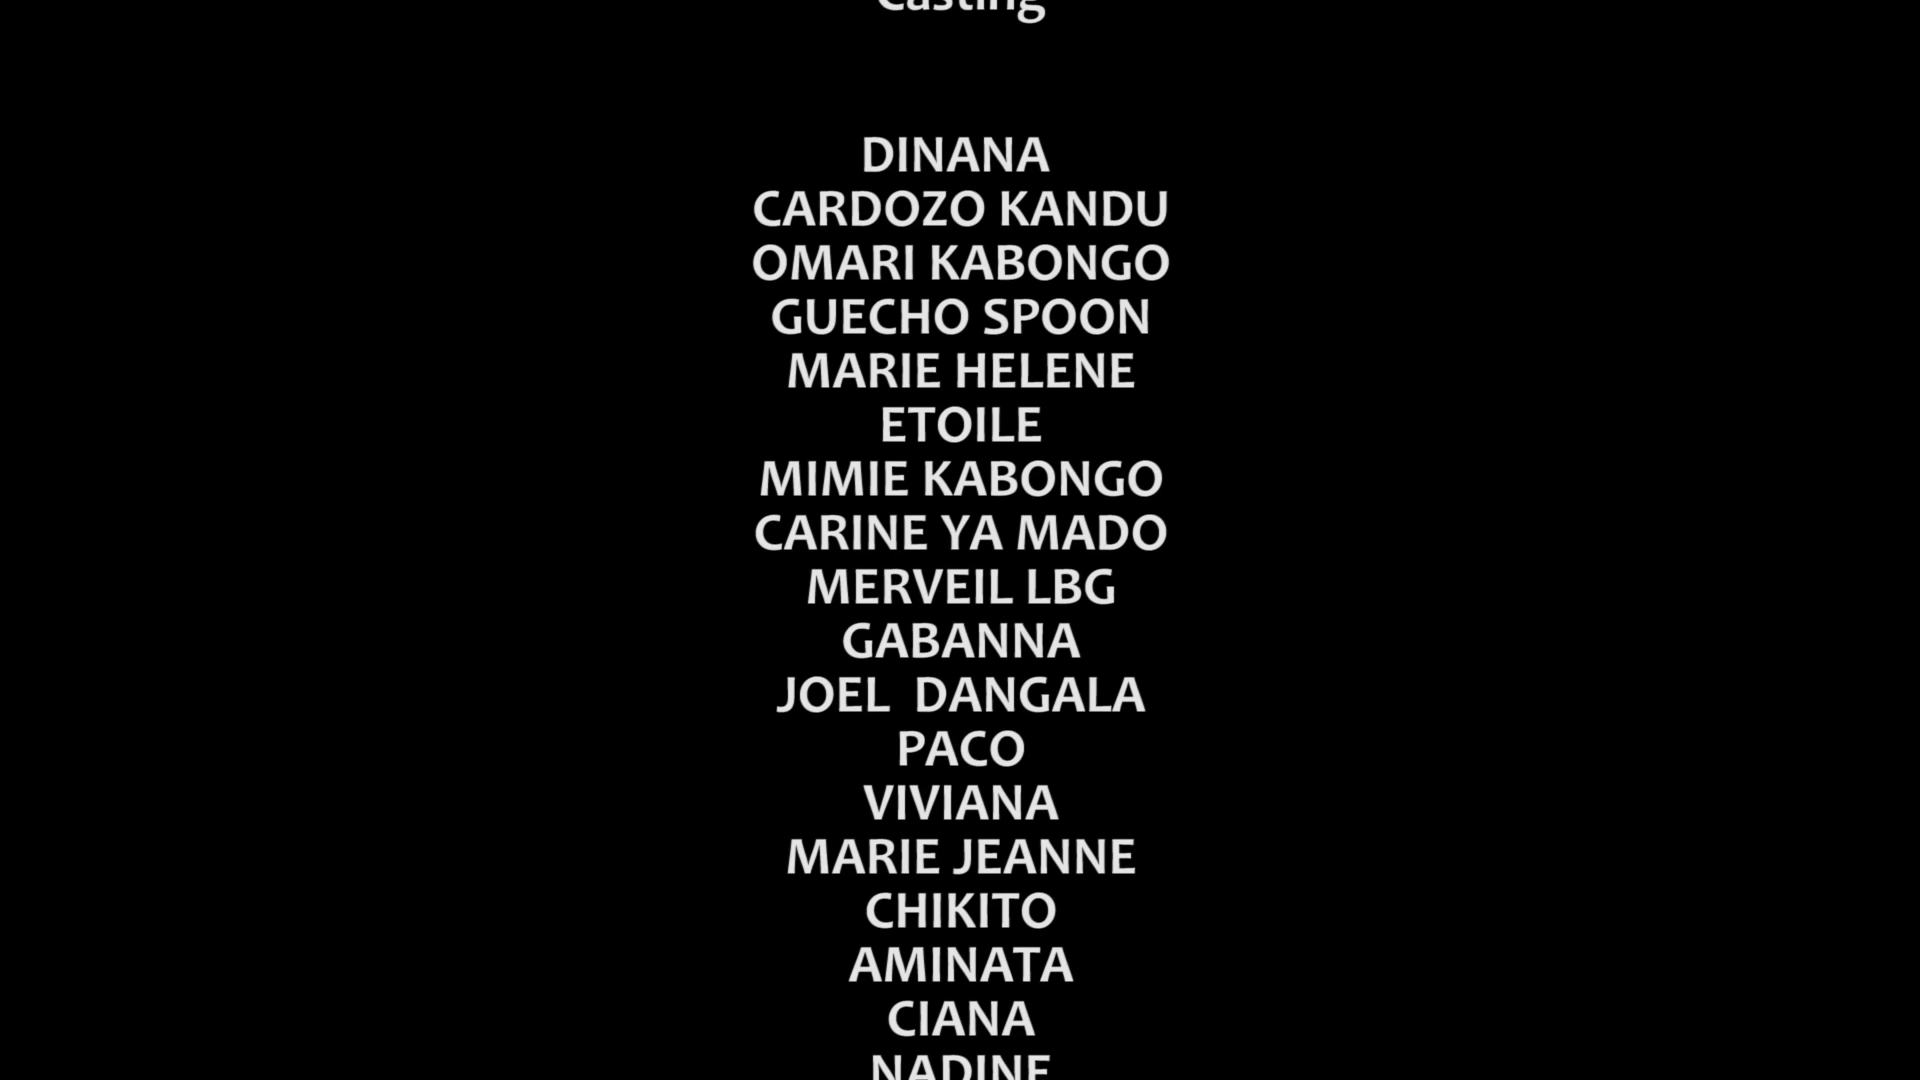 Casting
DINANA
CARDOZO KANDU
OMARI KABONGO
GUECHO SPOON
MARIE HELENE
ETOILE
MIMIE KABONGO
CARINE YA MADO
MERVEIL LBG
GABANNA
JOEL  DANGALA
PACO
VIVIANA
MARIE JEANNE
CHIKITO
AMINATA
CIANA
NADINE